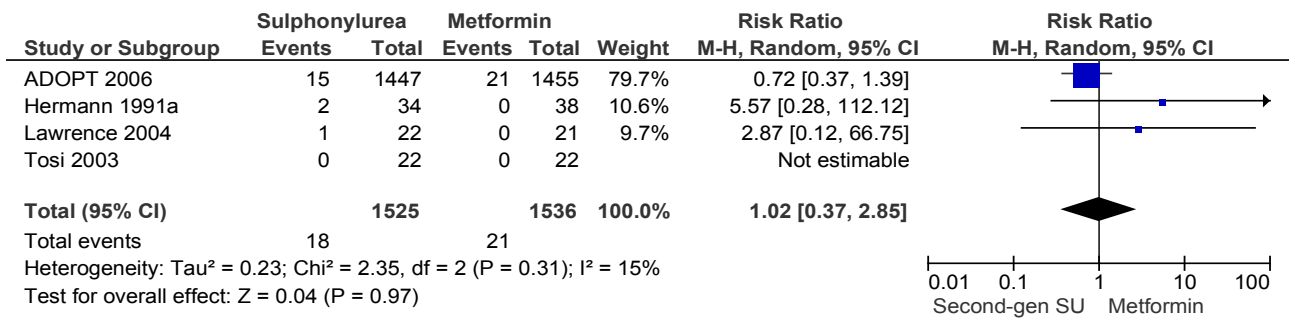 Sulphonylurea Metformin Risk Ratio Risk Ratio
Study or Subgroup Events Total Events Total Weight M-H, Random, 95% CI M-H, Random, 95% CI
ADOPT 2006 15 1447 21 1455 79.7% 0.72 [0.37, 1.39]
Hermann 1991a 2 34 0 38 10.6% 5.57 [0.28, 112.12]
Lawrence 2004 1 22 0 21 9.7% 2.87 [0.12, 66.75]
Tosi 2003 0 22 0 22 Not estimable
Total (95% CI) 1525 1536 100.0% 1.02 [0.37, 2.85]
Total events 18 21
Heterogeneity: Tau² = 0.23; Chi² = 2.35, df = 2 (P = 0.31); I² = 15%
Test for overall effect: Z = 0.04 (P = 0.97)
0.01 0.1 1 10 100
Second-gen SU Metformin